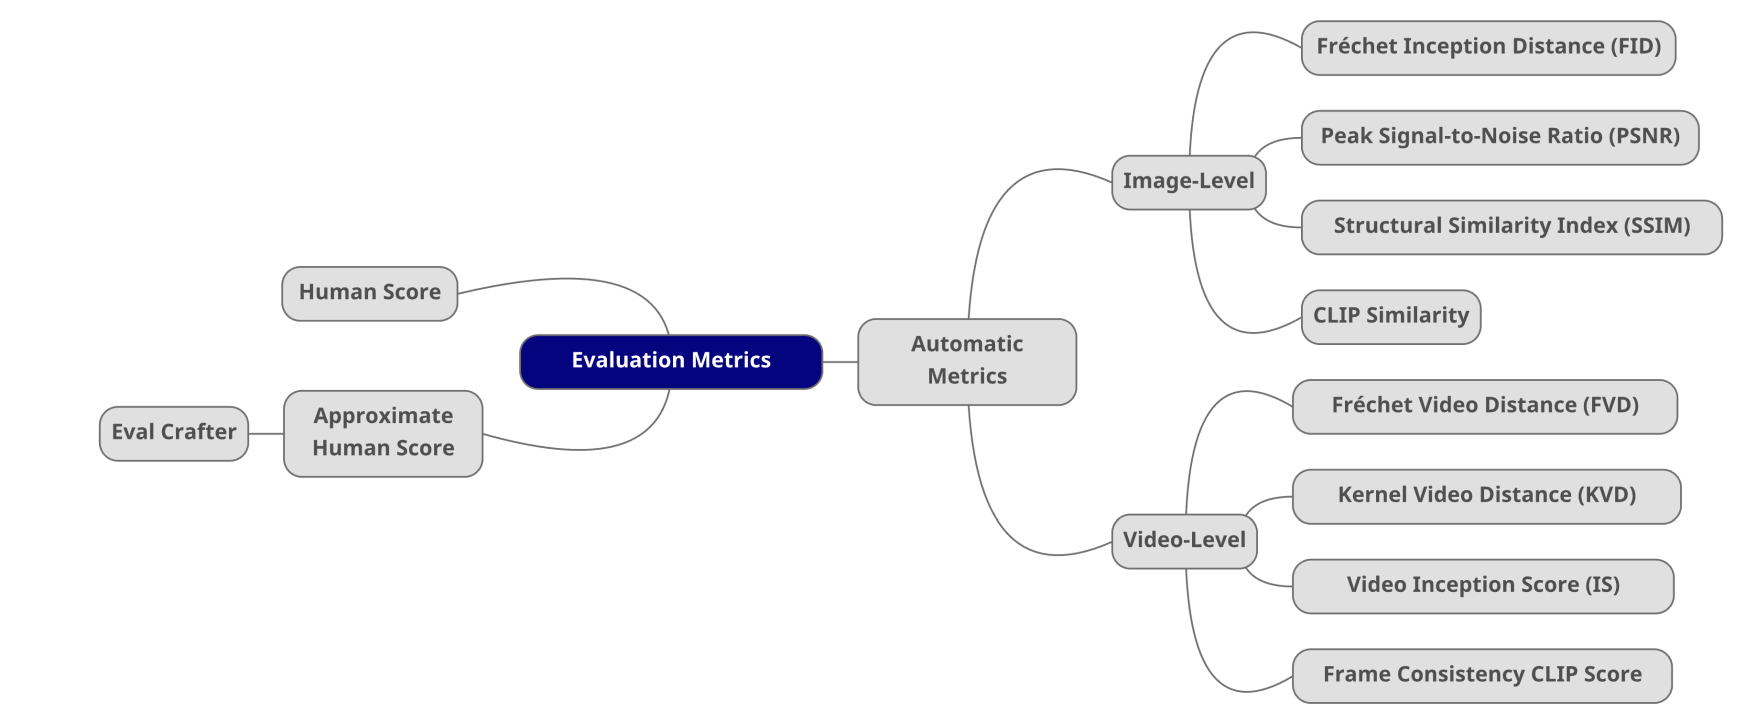 Fréchet Inception Distance (FID)
Peak Signal-to-Noise Ratio (PSNR)
Image-Level
Structural Similarity Index (SSIM)
Human Score
CLIP Similarity
Evaluation Metrics
Automatic
Metrics
Approximate
Human Score
Eval Crafter
Fréchet Video Distance (FVD)
Kernel Video Distance (KVD)
Video-Level
Video Inception Score (IS)
Frame Consistency CLIP Score